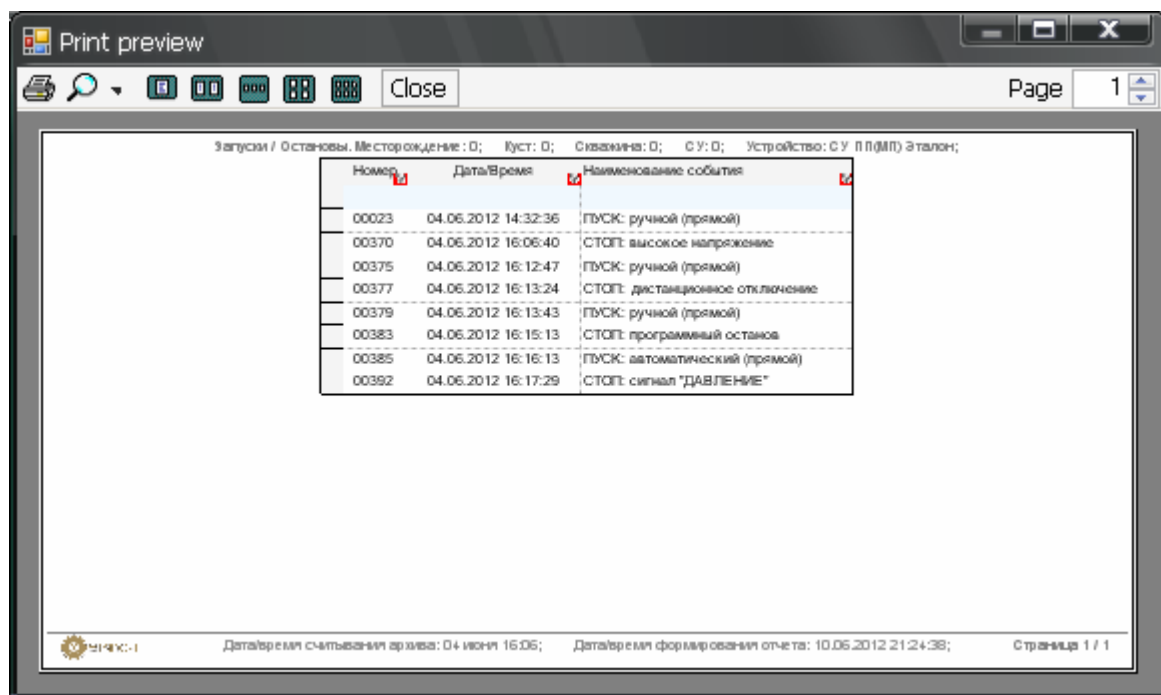 Print preview
Close Page 1
Запуски / Остановы. Месторождение: 0; Куст: 0; Скважина: 0; СУ: 0; Устройство: СУ ПП(МП) Эталон;
Номер Дата/Время Наименование события
00023 04.06.2012 14:32:36 ПУСК: ручной (прямой)
00370 04.06.2012 16:06:40 СТОП: высокое напряжение
00375 04.06.2012 16:12:47 ПУСК: ручной (прямой)
00377 04.06.2012 16:13:24 СТОП: дистанционное отключение
00379 04.06.2012 16:13:43 ПУСК: ручной (прямой)
00383 04.06.2012 16:15:13 СТОП: программный останов
00385 04.06.2012 16:16:13 ПУСК: автоматический (прямой)
00392 04.06.2012 16:17:29 СТОП: сигнал "ДАВЛЕНИЕ"
Дата/время считывания архива: 04 июня 16:06; Дата/время формирования отчета: 10.06.2012 21:24:38; Страница 1 / 1